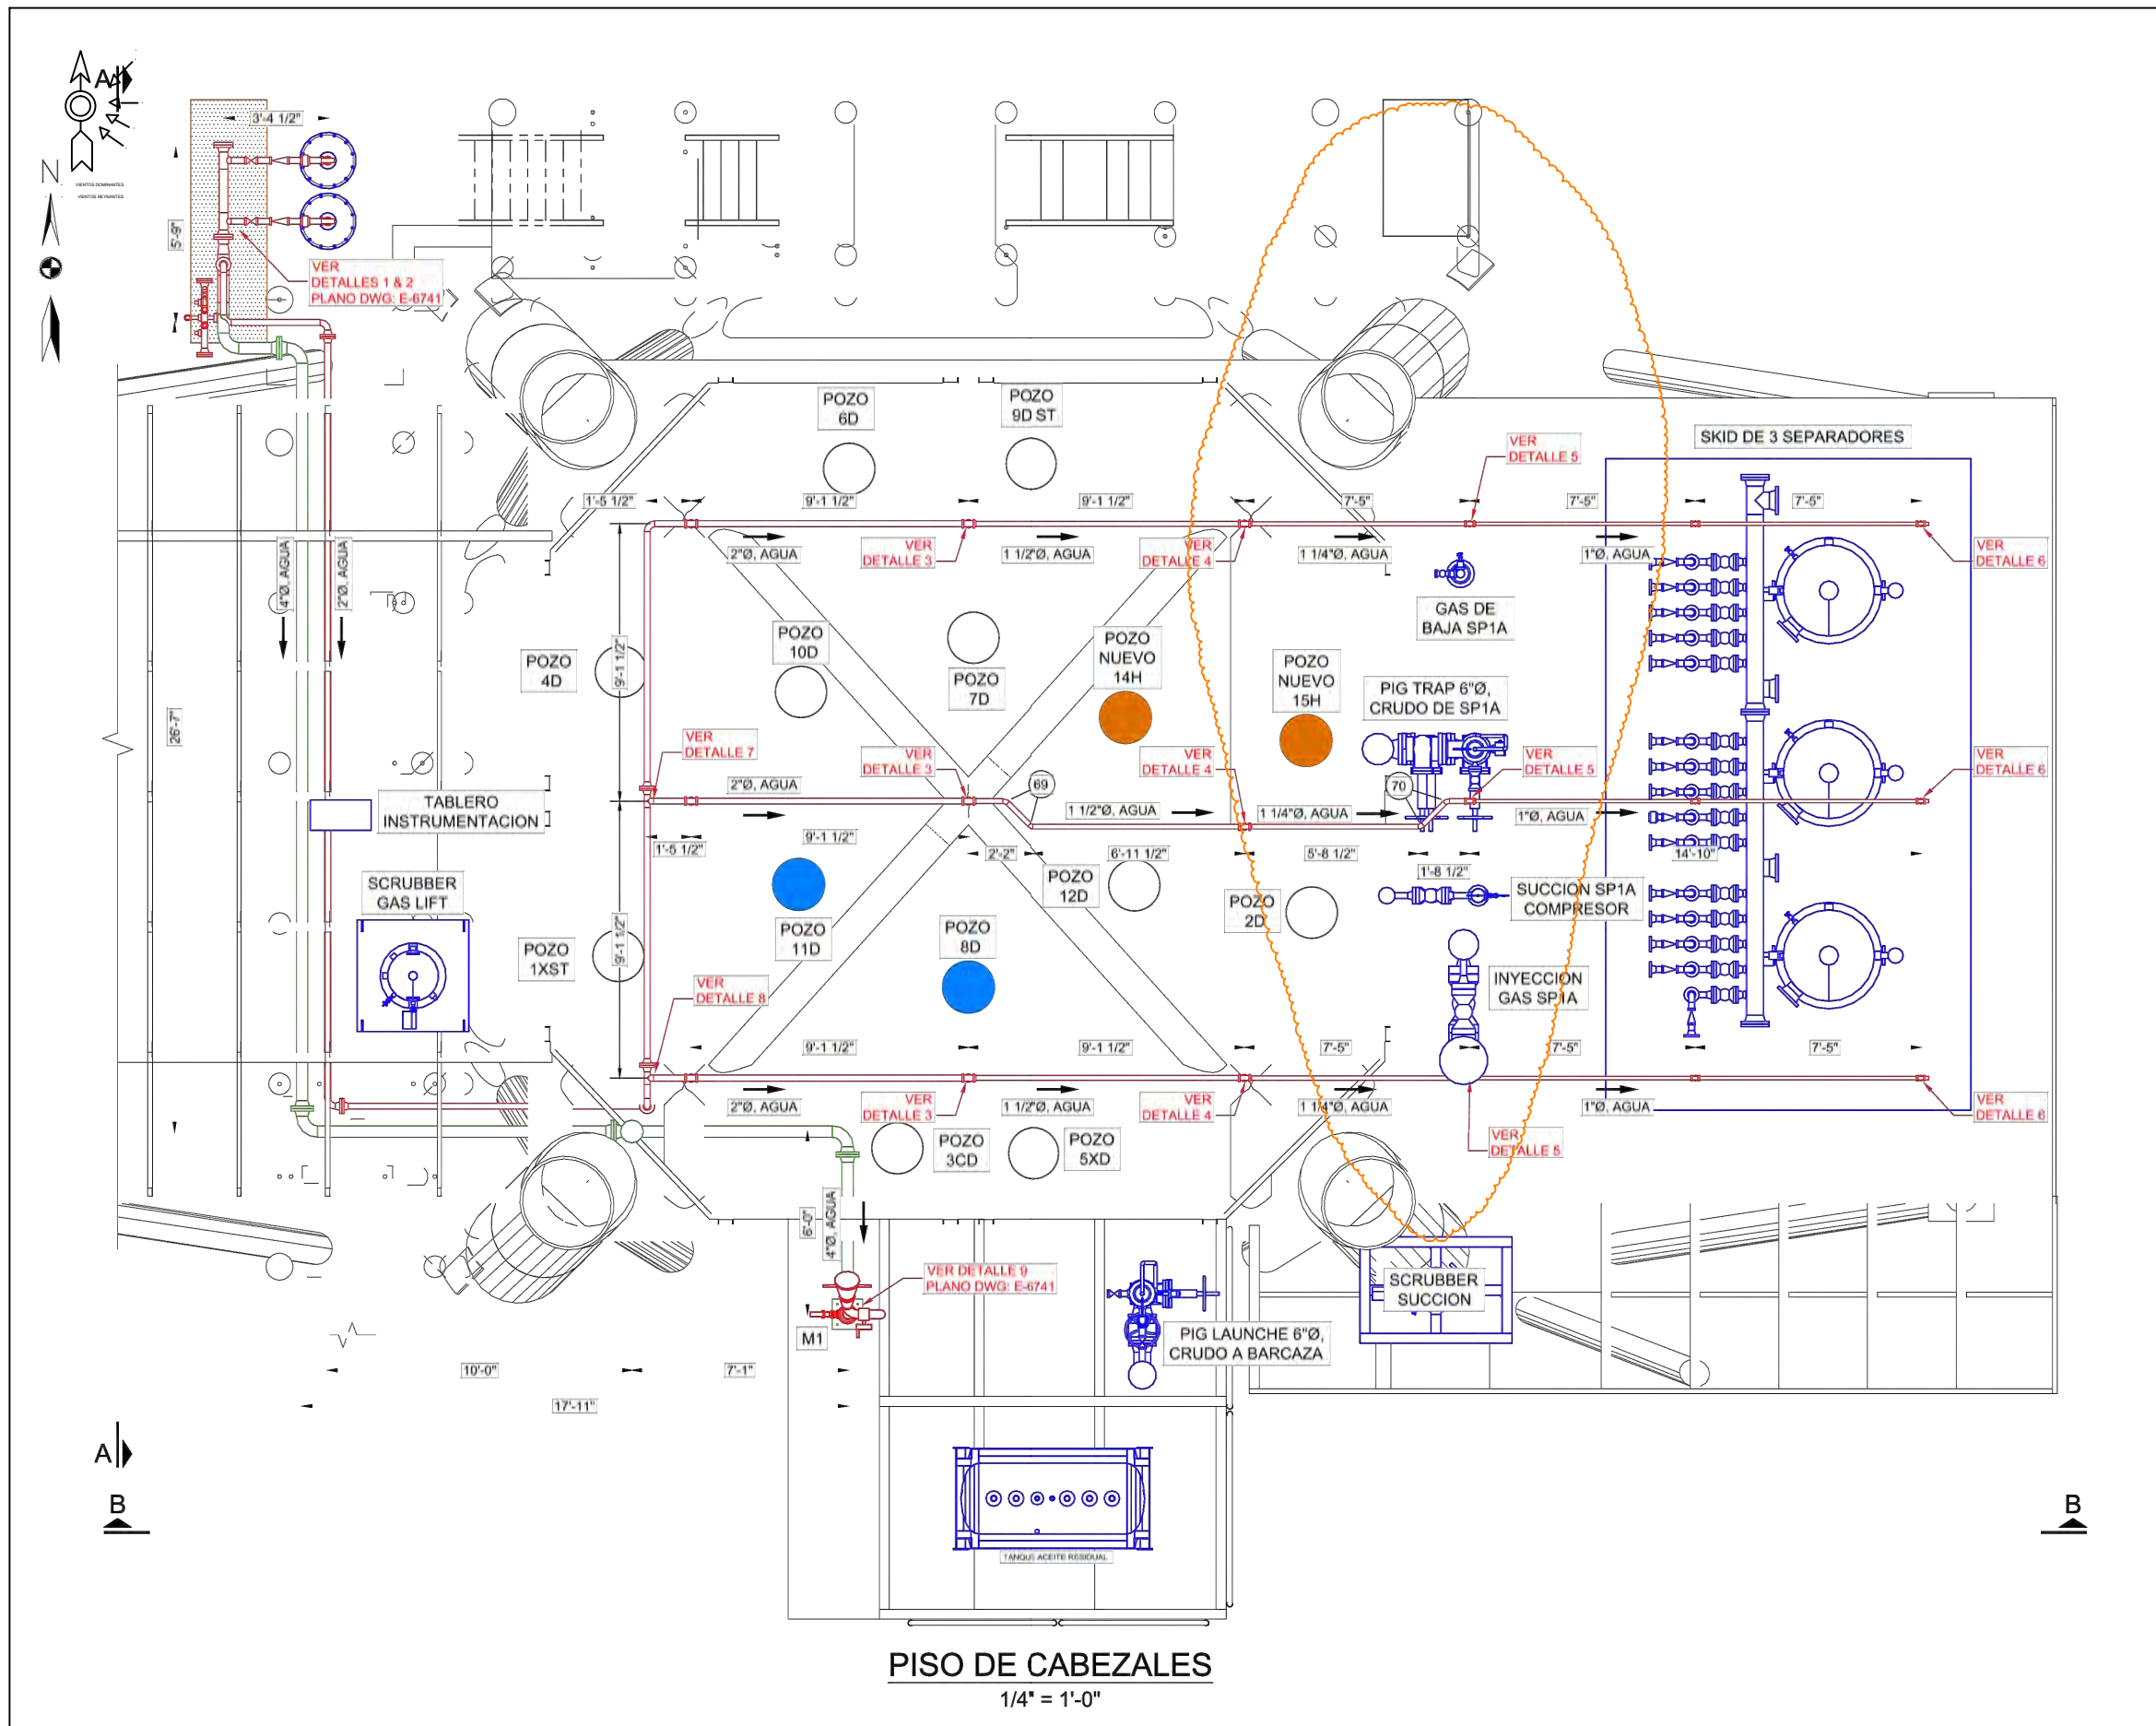 A
3'-4 1/2"
N
VIENTOS DOMINANTES
VIENTOS REYNANTES
5'-9"
VER
DETALLES 1 & 2
PLANO DWG: E-6741
POZO
6D
POZO
9D ST
SKID DE 3 SEPARADORES
VER
DETALLE 5
1'-5 1/2"
9'-1 1/2"
9'-1 1/2"
7'-5"
7'-5"
7'-5"
2"Ø, AGUA
VER
DETALLE 3
1 1/2"Ø, AGUA
VER
DETALLE 4
1 1/4"Ø, AGUA
1"Ø, AGUA
VER
DETALLE 6
4"Ø, AGUA
2"Ø, AGUA
GAS DE
BAJA SP1A
POZO
4D
9'-1 1/2"
POZO
10D
POZO
7D
POZO
NUEVO
14H
POZO
NUEVO
15H
PIG TRAP 6"Ø,
CRUDO DE SP1A
26'-7"
VER
DETALLE 7
VER
DETALLE 3
VER
DETALLE 4
VER
DETALLE 5
VER
DETALLE 6
2"Ø, AGUA
69
70
TABLERO
INSTRUMENTACION
1 1/2"Ø, AGUA
1 1/4"Ø, AGUA
1"Ø, AGUA
1'-5 1/2"
9'-1 1/2"
2'-2"
6'-11 1/2"
5'-8 1/2"
14'-10"
1'-8 1/2"
SCRUBBER
GAS LIFT
POZO
12D
POZO
2D
SUCCION SP1A
COMPRESOR
POZO
11D
POZO
8D
POZO
1XST
9'-1 1/2"
VER
DETALLE 8
INYECCION
GAS SP1A
9'-1 1/2"
9'-1 1/2"
7'-5"
7'-5"
7'-5"
2"Ø, AGUA
VER
DETALLE 3
1 1/2"Ø, AGUA
VER
DETALLE 4
1 1/4"Ø, AGUA
1"Ø, AGUA
VER
DETALLE 6
POZO
3CD
POZO
5XD
VER
DETALLE 5
6'-0"
4"Ø, AGUA
VER DETALLE 9
PLANO DWG: E-6741
SCRUBBER
SUCCION
M1
PIG LAUNCHE 6"Ø,
CRUDO A BARCAZA
10'-0"
7'-1"
17'-11"
A
B
B
TANQUE ACEITE RESIDUAL
PISO DE CABEZALES
1/4" = 1'-0"